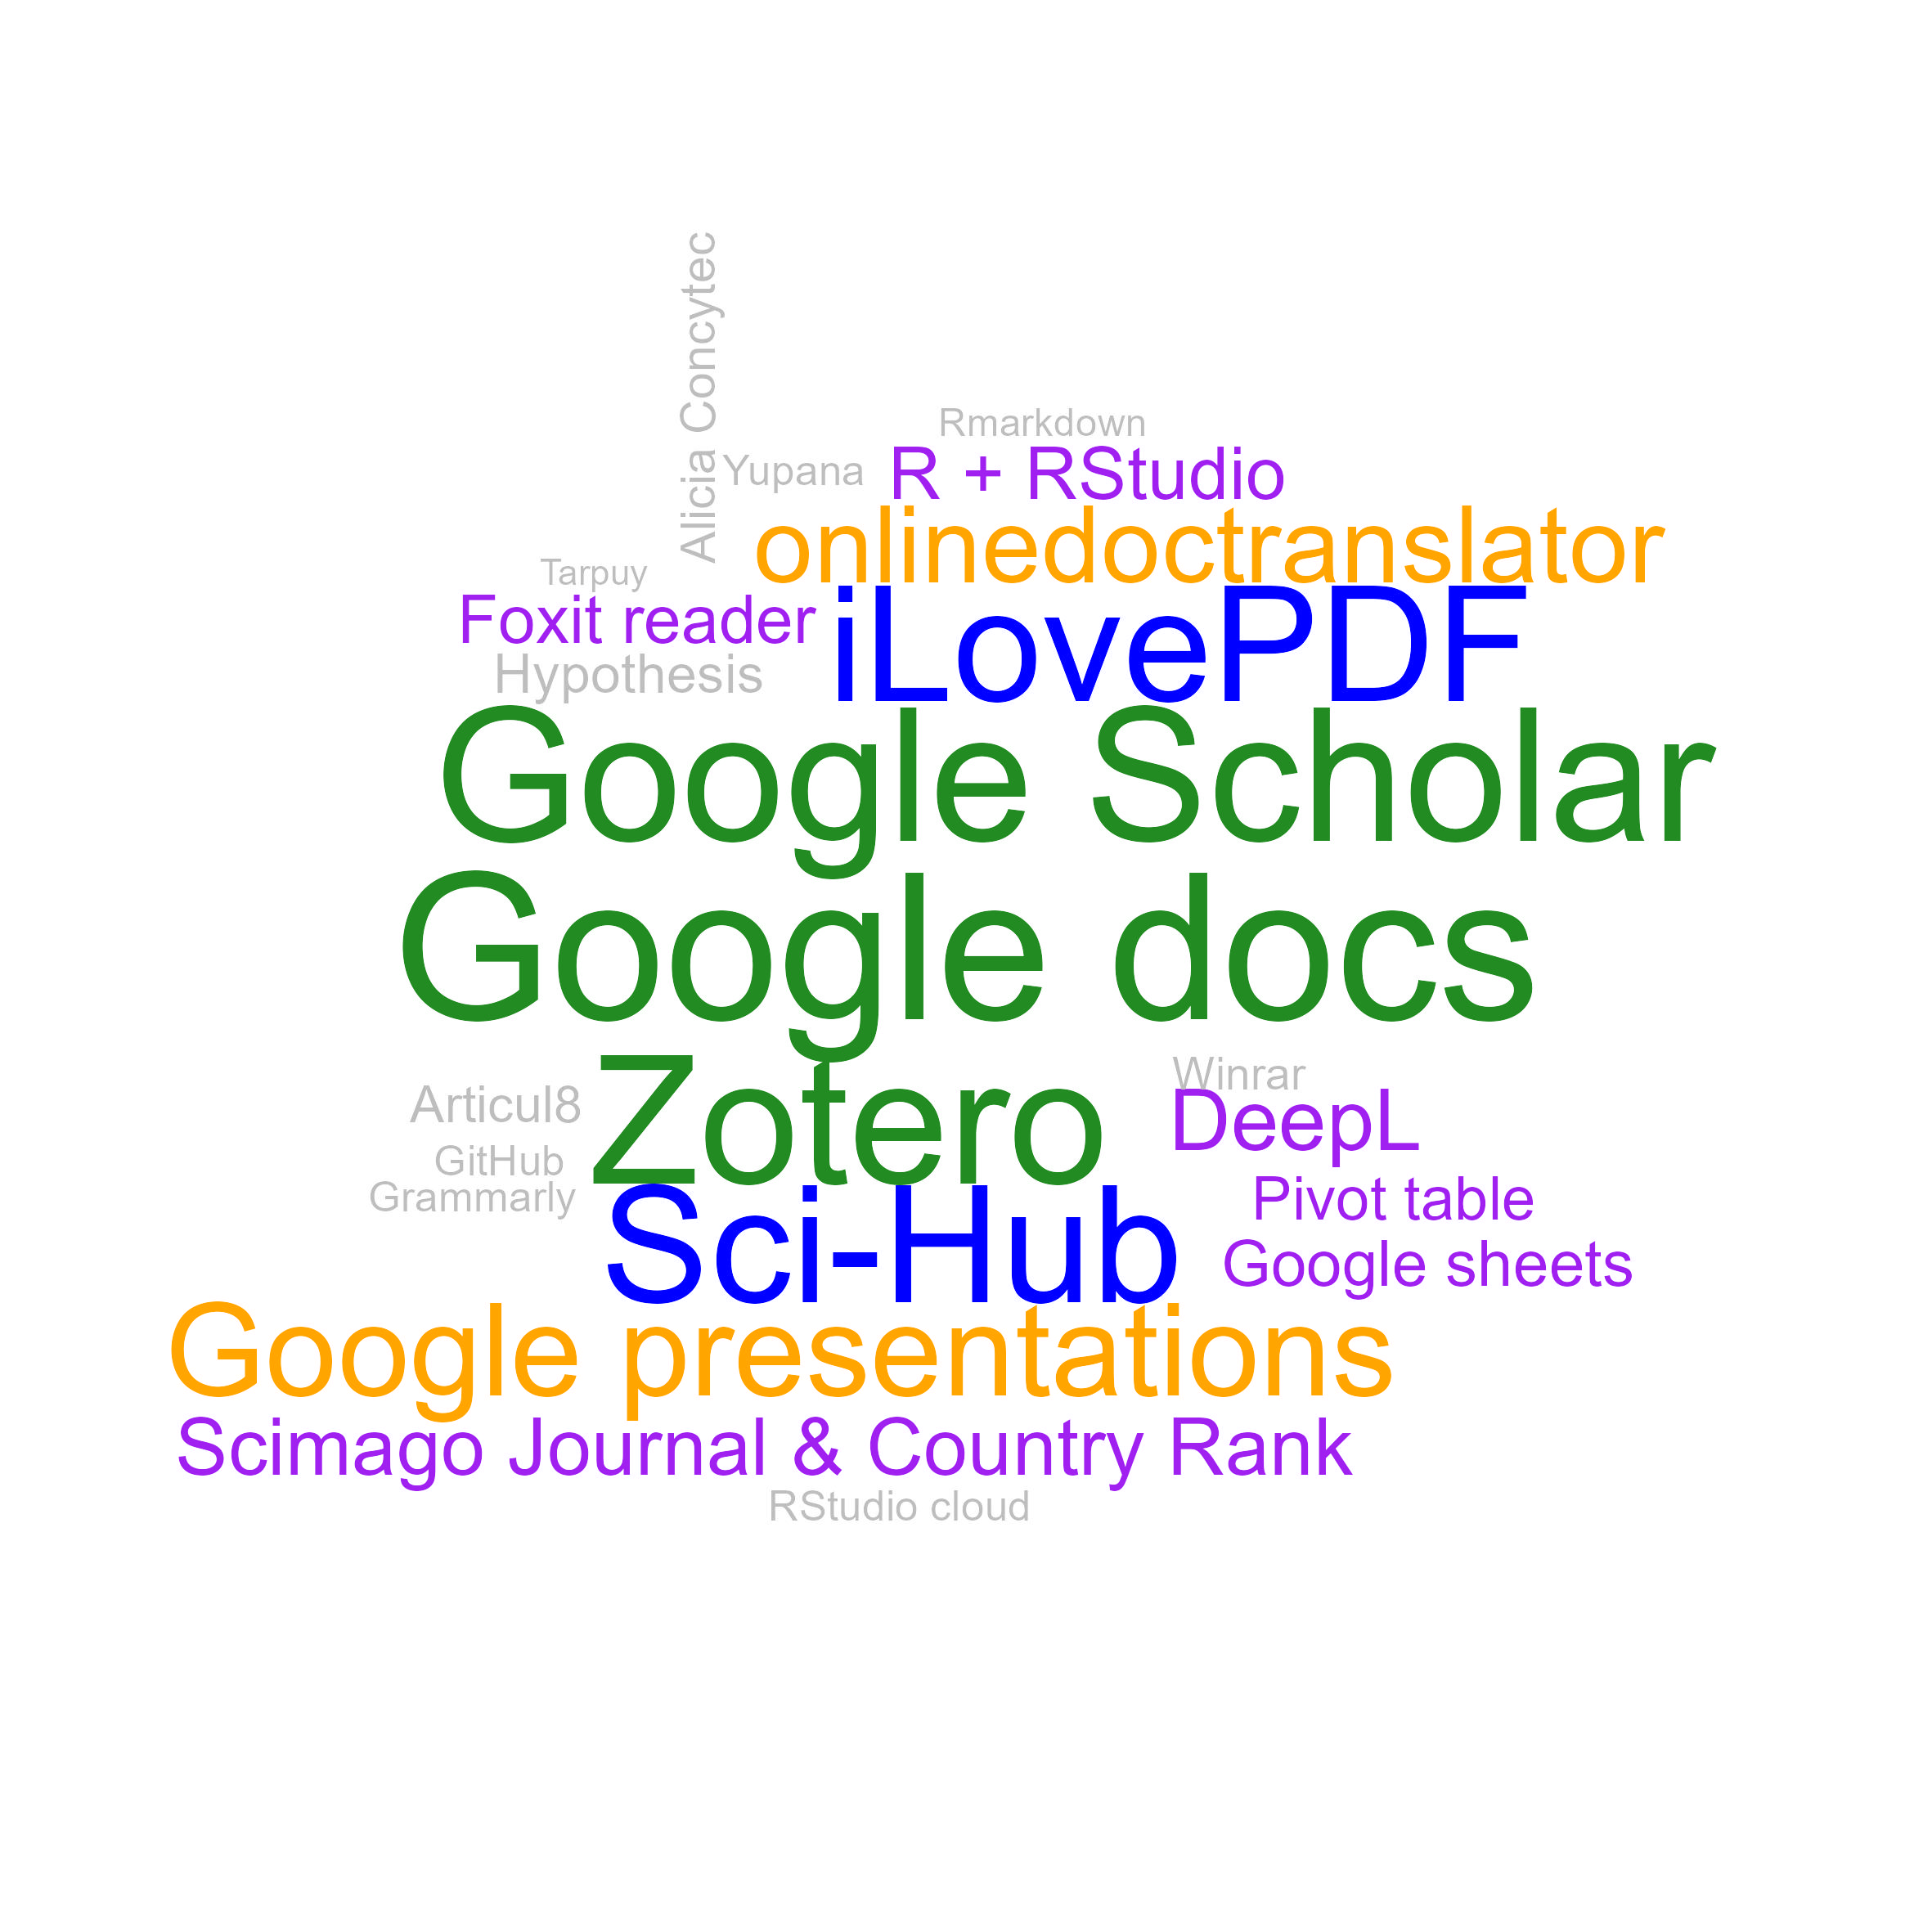 Alicia Concytec
Rmarkdown
Yupana
R + RStudio
onlinedoctranslator
Tarpuy
Foxit reader
iLovePDF
Hypothesis
Google Scholar
Google docs
Zotero
Winrar
Articul8
DeepL
GitHub
Pivot table
Grammarly
Sci-Hub
Google sheets
Google presentations
Scimago Journal & Country Rank
RStudio cloud